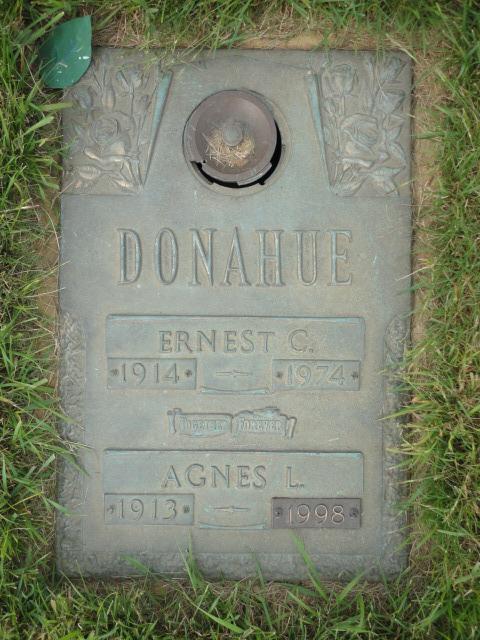 DONAHUE
ERNEST C.
1914 1974
TOGETHER FOREVER
AGNES L.
1913 1998